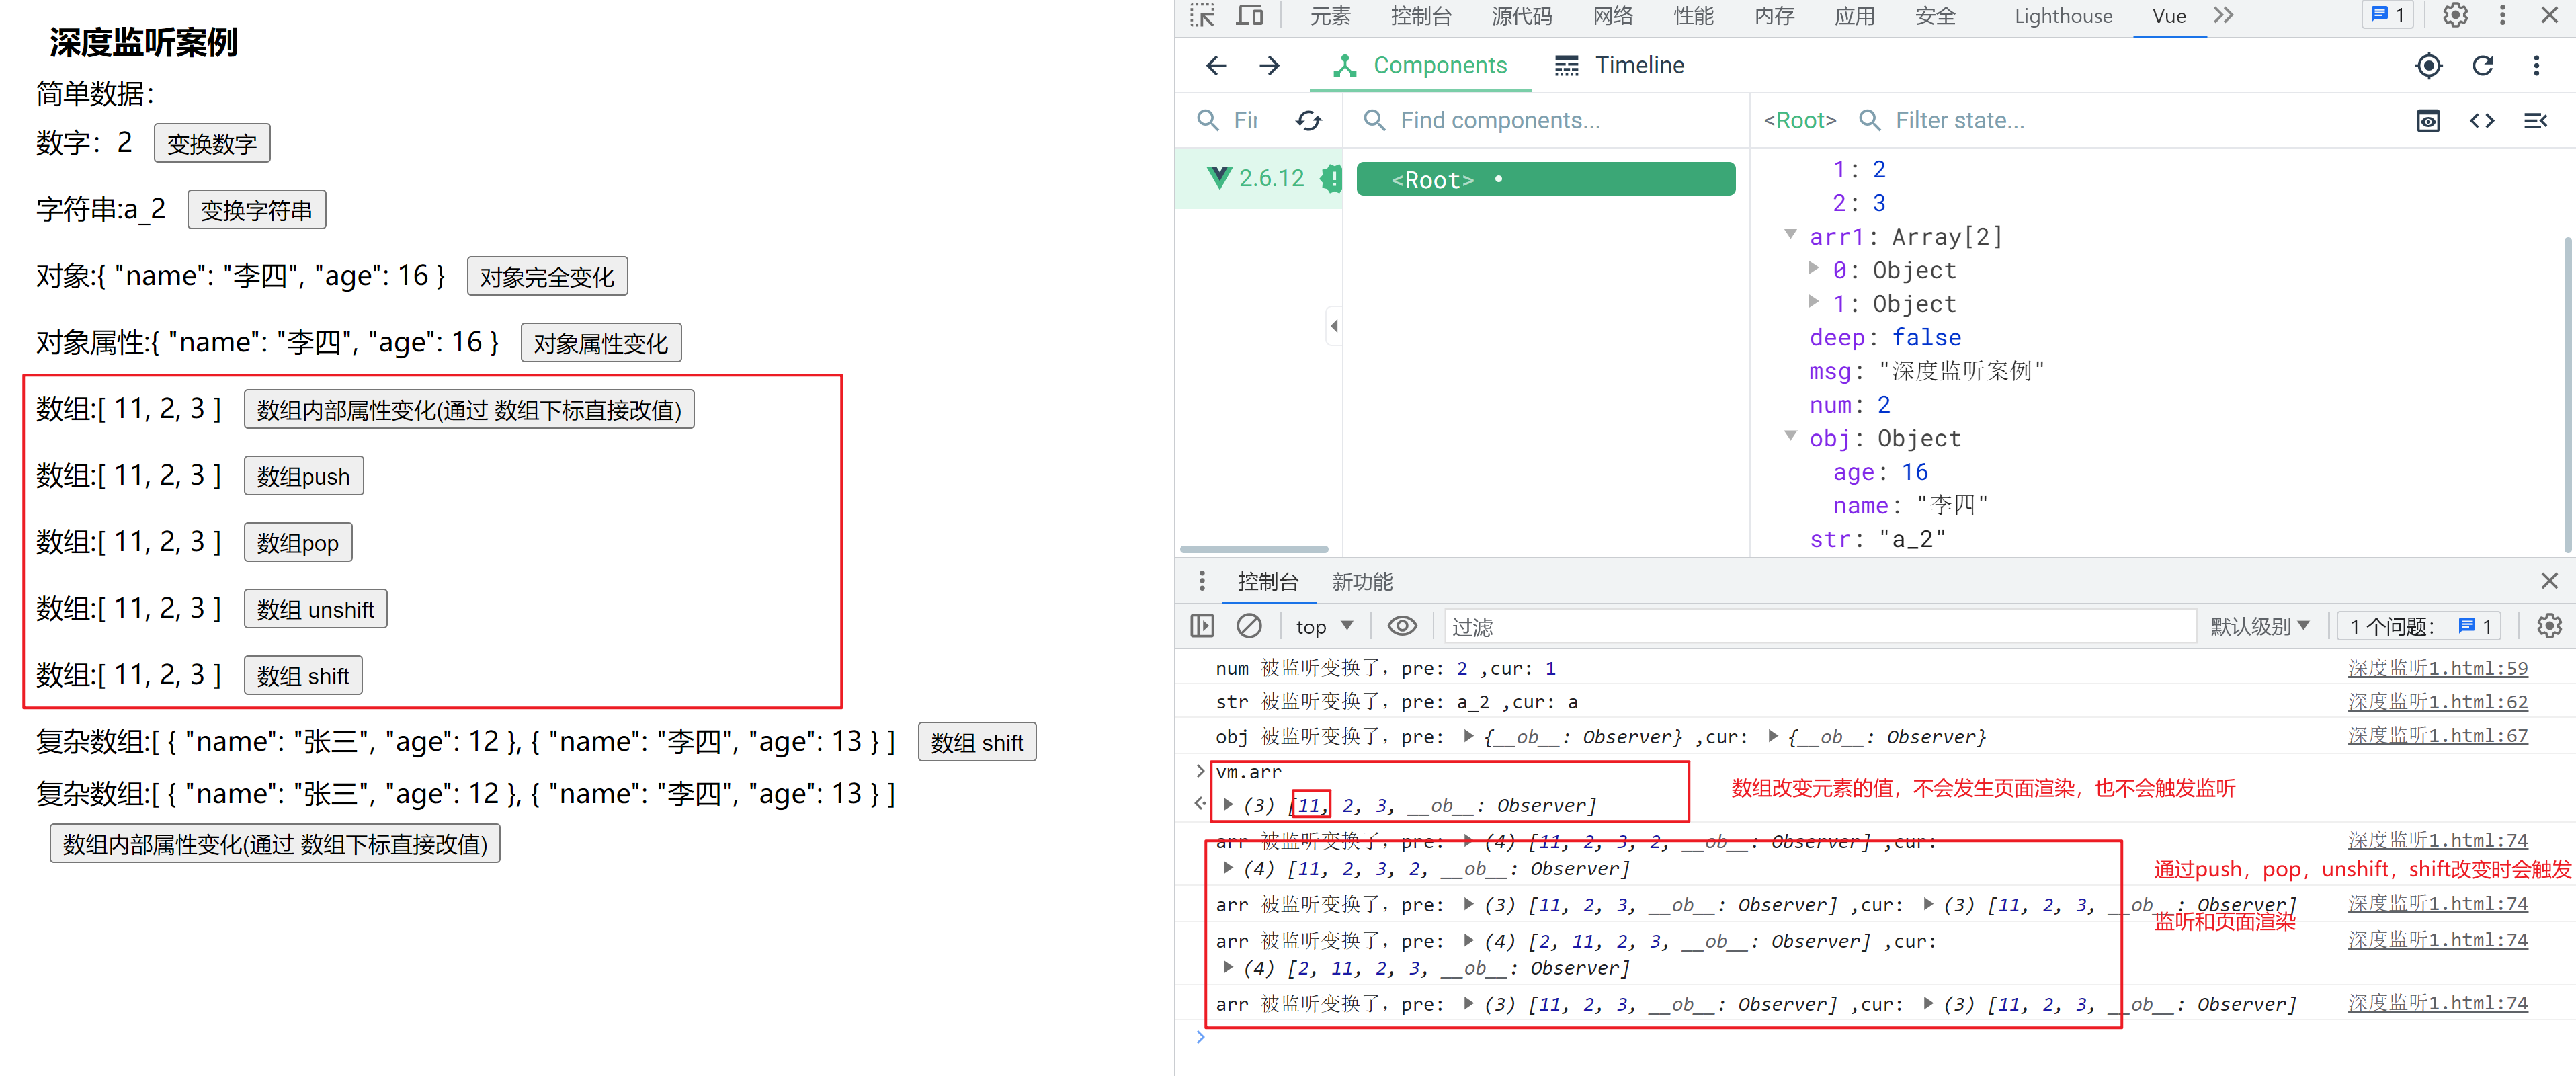 深度监听案例
简单数据：
数字： 2 变换数字
字符串:a_2 变换字符串
对象:{ "name": "李四", "age": 16 } 对象完全变化
对象属性:{ "name": "李四", "age": 16 } 对象属性变化
数组:[ 11, 2, 3 ] 数组内部属性变化(通过 数组下标直接改值)
数组:[ 11, 2, 3 ] 数组push
数组:[ 11, 2, 3 ] 数组pop
数组:[ 11, 2, 3 ] 数组 unshift
数组:[ 11, 2, 3 ] 数组 shift
复杂数组:[ { "name": "张三", "age": 12 }, { "name": "李四", "age": 13 } ] 数组 shift
复杂数组:[ { "name": "张三", "age": 12 }, { "name": "李四", "age": 13 } ]
数组内部属性变化(通过 数组下标直接改值)
元素 控制台 源代码 网络 性能 内存 应用 安全 Lighthouse Vue 1
Components Timeline
Fin Find components... <Root> Filter state...
2.6.12 <Root>
1: 2
2: 3
arr1: Array[2]
0: Object
1: Object
deep: false
msg: "深度监听案例"
num: 2
obj: Object
age: 16
name: "李四"
str: "a_2"
控制台 新功能
top 过滤 默认级别 1 个问题： 1
num 被监听变换了，pre: 2 ,cur: 1 深度监听1.html:59
str 被监听变换了，pre: a_2 ,cur: a 深度监听1.html:62
obj 被监听变换了，pre: {__ob__: Observer} ,cur: {__ob__: Observer} 深度监听1.html:67
vm.arr
(3) [11, 2, 3, __ob__: Observer]
数组改变元素的值，不会发生页面渲染，也不会触发监听
arr 被监听变换了，pre: (4) [11, 2, 3, 2, __ob__: Observer] ,cur: 深度监听1.html:74
(4) [11, 2, 3, 2, __ob__: Observer]
通过push，pop，unshift，shift改变时会触发
监听和页面渲染
arr 被监听变换了，pre: (3) [11, 2, 3, __ob__: Observer] ,cur: (3) [11, 2, 3, __ob__: Observer] 深度监听1.html:74
arr 被监听变换了，pre: (4) [2, 11, 2, 3, __ob__: Observer] ,cur: 深度监听1.html:74
(4) [2, 11, 2, 3, __ob__: Observer]
arr 被监听变换了，pre: (3) [11, 2, 3, __ob__: Observer] ,cur: (3) [11, 2, 3, __ob__: Observer] 深度监听1.html:74